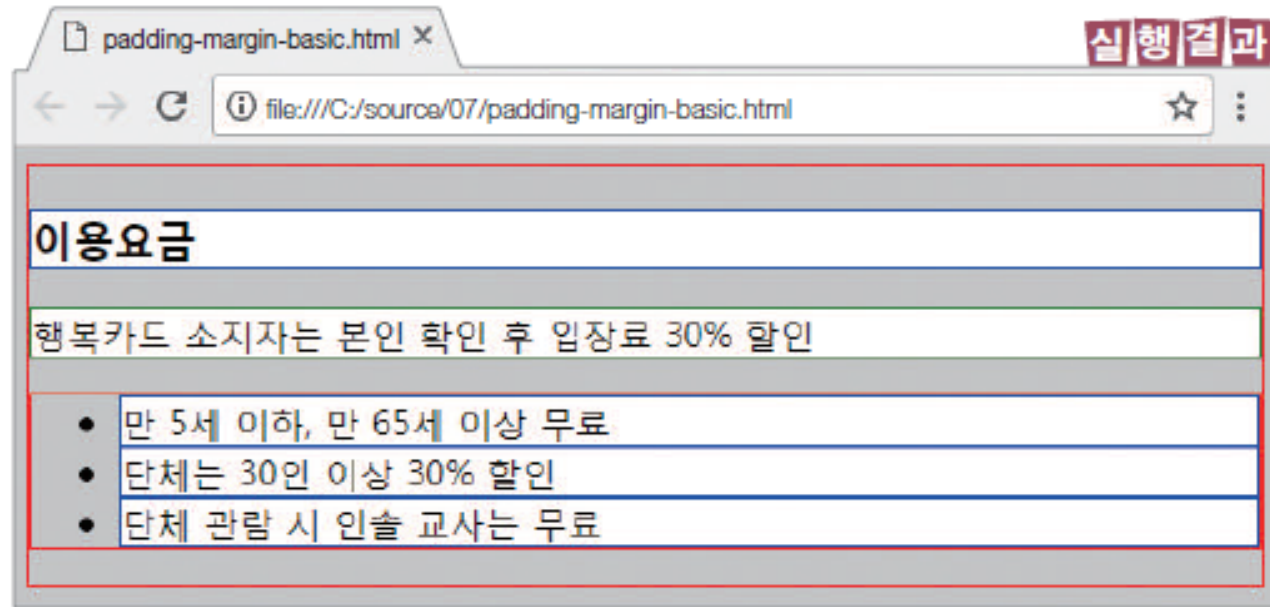 padding-margin-basic.html
실행결과
file:///C:/source/07/padding-margin-basic.html
이용요금
행복카드 소지자는 본인 확인 후 입장료 30% 할인
만 5세 이하, 만 65세 이상 무료
단체는 30인 이상 30% 할인
단체 관람 시 인솔 교사는 무료